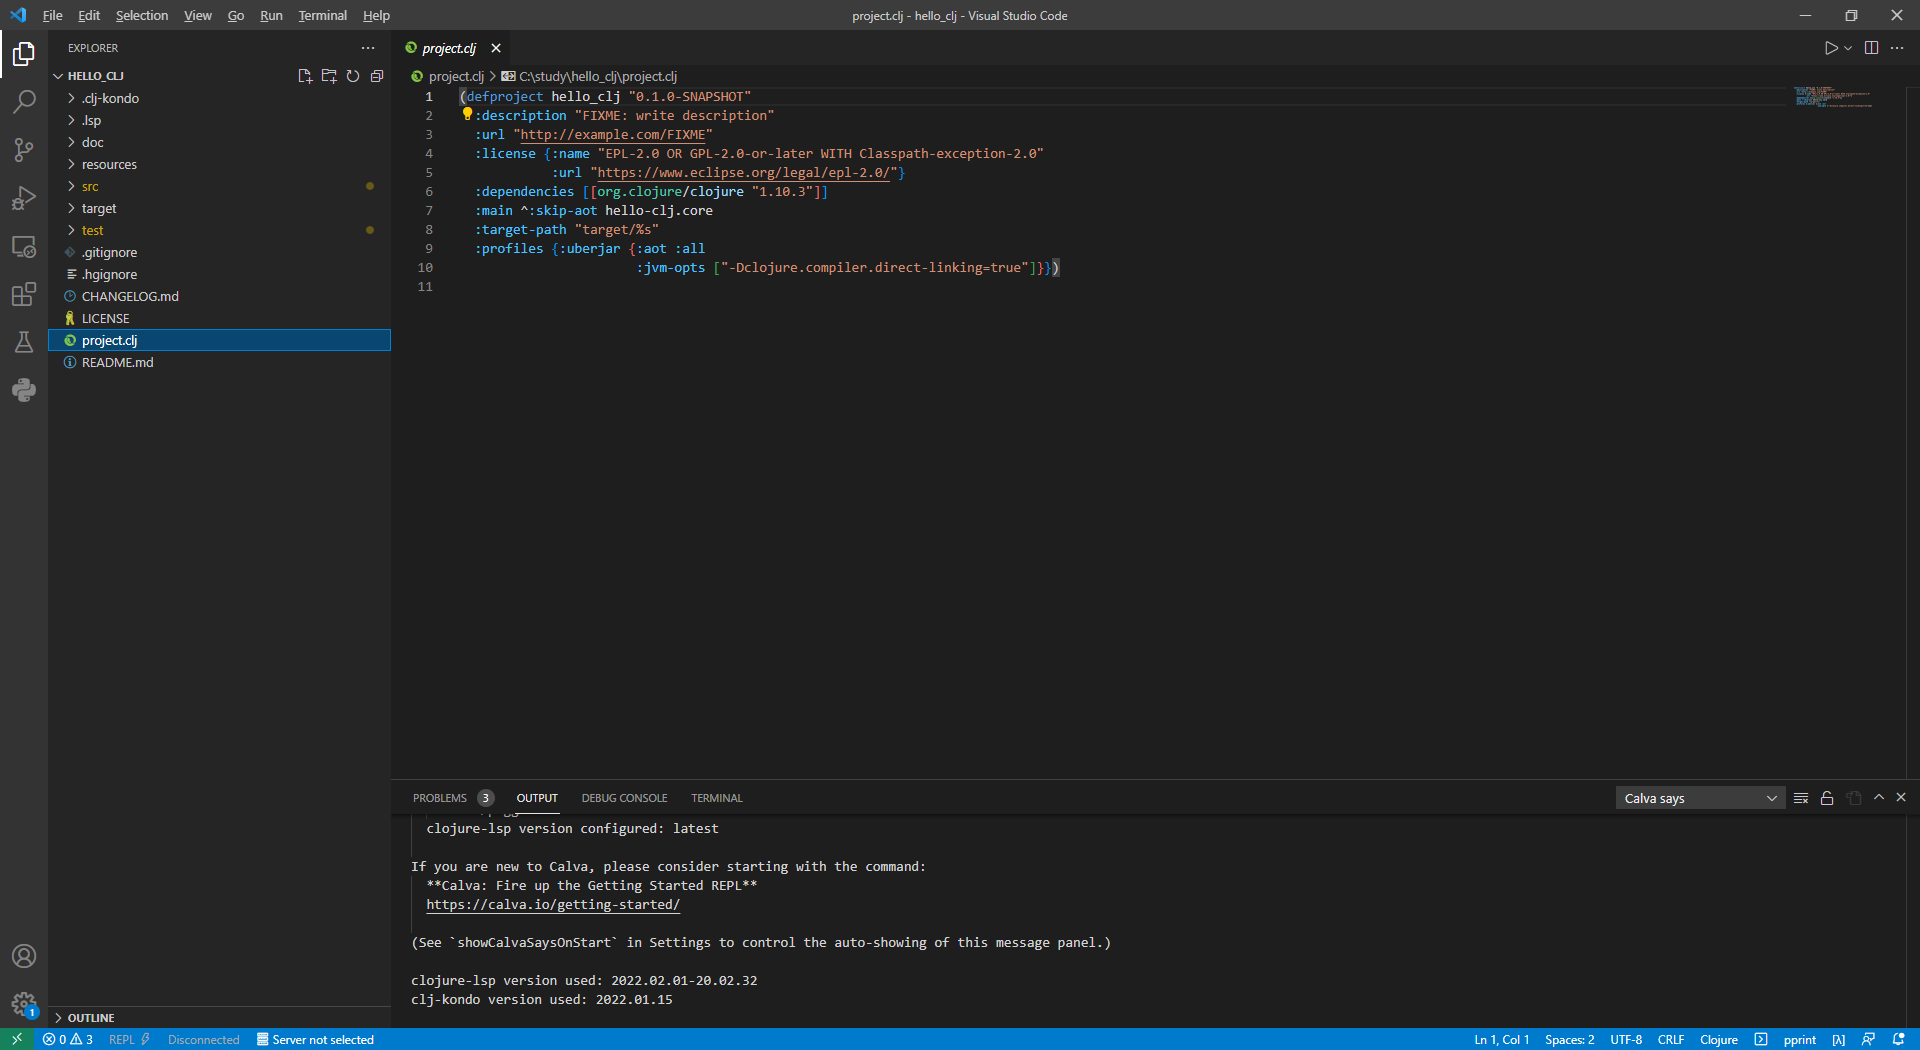 File Edit Selection View Go Run Terminal Help
project.clj - hello_clj - Visual Studio Code
EXPLORER
HELLO_CLJ
.clj-kondo
.lsp
doc
resources
src
target
test
.gitignore
.hgignore
CHANGELOG.md
LICENSE
project.clj
README.md
OUTLINE
project.clj
project.clj > C:\study\hello_clj\project.clj
1 (defproject hello_clj "0.1.0-SNAPSHOT"
2 :description "FIXME: write description"
3 :url "http://example.com/FIXME"
4 :license {:name "EPL-2.0 OR GPL-2.0-or-later WITH Classpath-exception-2.0"
5 :url "https://www.eclipse.org/legal/epl-2.0/"}
6 :dependencies [[org.clojure/clojure "1.10.3"]]
7 :main ^:skip-aot hello-clj.core
8 :target-path "target/%s"
9 :profiles {:uberjar {:aot :all
10 :jvm-opts ["-Dclojure.compiler.direct-linking=true"]}})
11
PROBLEMS 3 OUTPUT DEBUG CONSOLE TERMINAL
Calva says
clojure-lsp version configured: latest
If you are new to Calva, please consider starting with the command:
**Calva: Fire up the Getting Started REPL**
https://calva.io/getting-started/
(See `showCalvaSaysOnStart` in Settings to control the auto-showing of this message panel.)
clojure-lsp version used: 2022.02.01-20.02.32
clj-kondo version used: 2022.01.15
1
0 3 REPL Disconnected Server not selected
Ln 1, Col 1 Spaces: 2 UTF-8 CRLF Clojure pprint [λ]